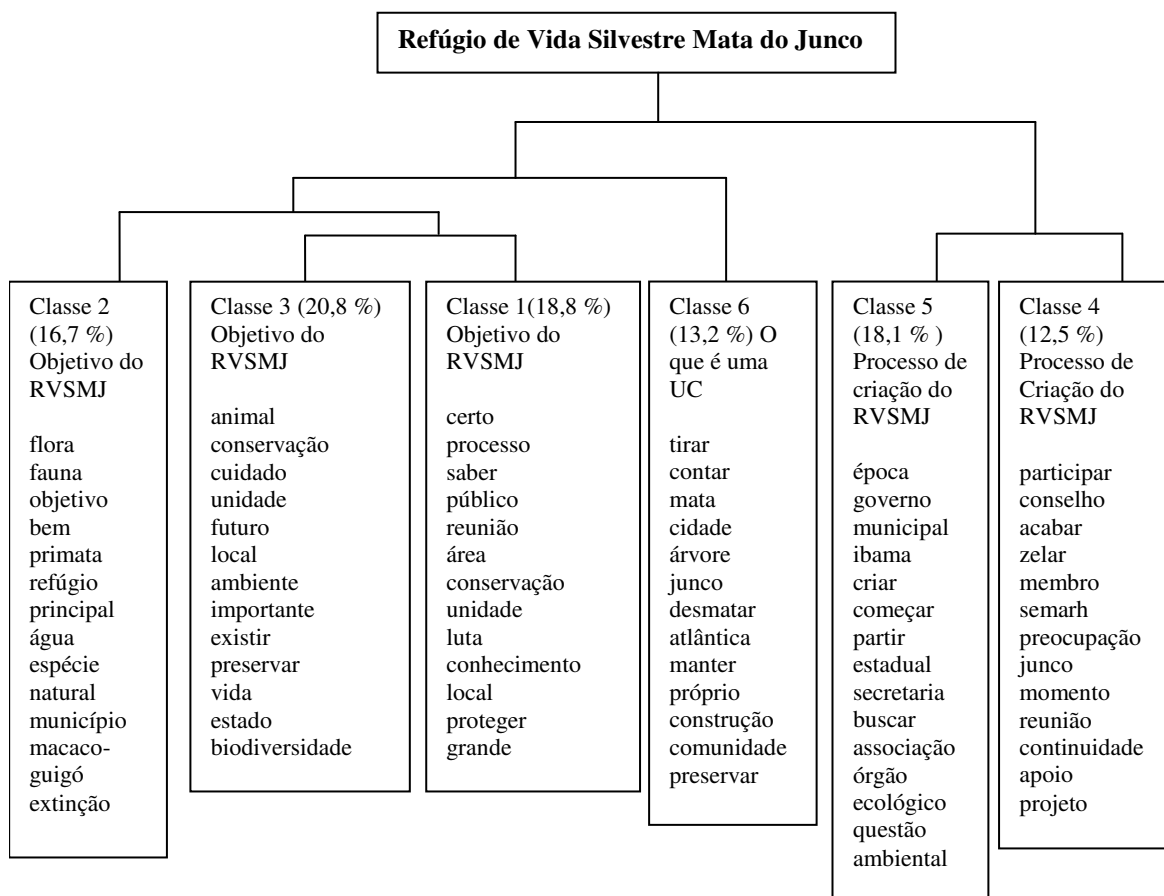 Refúgio de Vida Silvestre Mata do Junco
Classe 2
(16,7 %)
Objetivo do
RVSMJ
flora
fauna
objetivo
bem
primata
refúgio
principal
água
espécie
natural
município
macaco-
guigó
extinção
Classe 3 (20,8 %)
Objetivo do
RVSMJ
animal
conservação
cuidado
unidade
futuro
local
ambiente
importante
existir
preservar
vida
estado
biodiversidade
Classe 1(18,8 %)
Objetivo do
RVSMJ
certo
processo
saber
público
reunião
área
conservação
unidade
luta
conhecimento
local
proteger
grande
Classe 6
(13,2 %) O
que é uma
UC
tirar
contar
mata
cidade
árvore
junco
desmatar
atlântica
manter
próprio
construção
comunidade
preservar
Classe 5
(18,1 % )
Processo de
criação do
RVSMJ
época
governo
municipal
ibama
criar
começar
partir
estadual
secretaria
buscar
associação
órgão
ecológico
questão
ambiental
Classe 4
(12,5 %)
Processo de
Criação do
RVSMJ
participar
conselho
acabar
zelar
membro
semarh
preocupação
junco
momento
reunião
continuidade
apoio
projeto